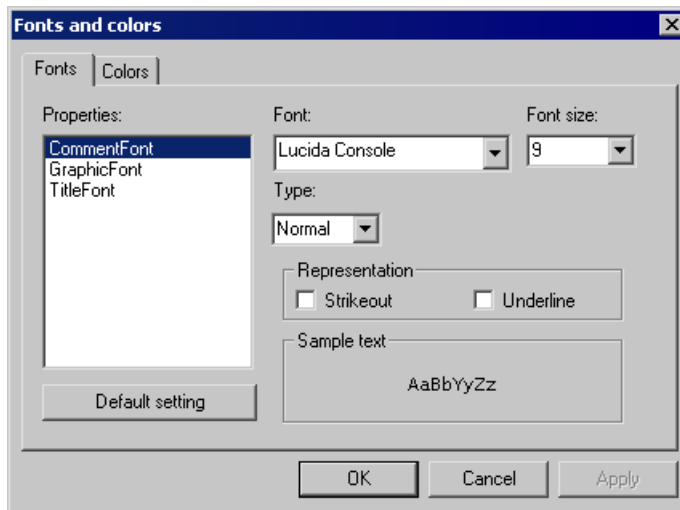 Fonts and colors
Fonts Colors
Properties: Font: Font size:
CommentFont Lucida Console 9
GraphicFont
TitleFont Type:
Normal
Representation
Strikeout Underline
Sample text
AaBbYyZz
Default setting
OK Cancel Apply